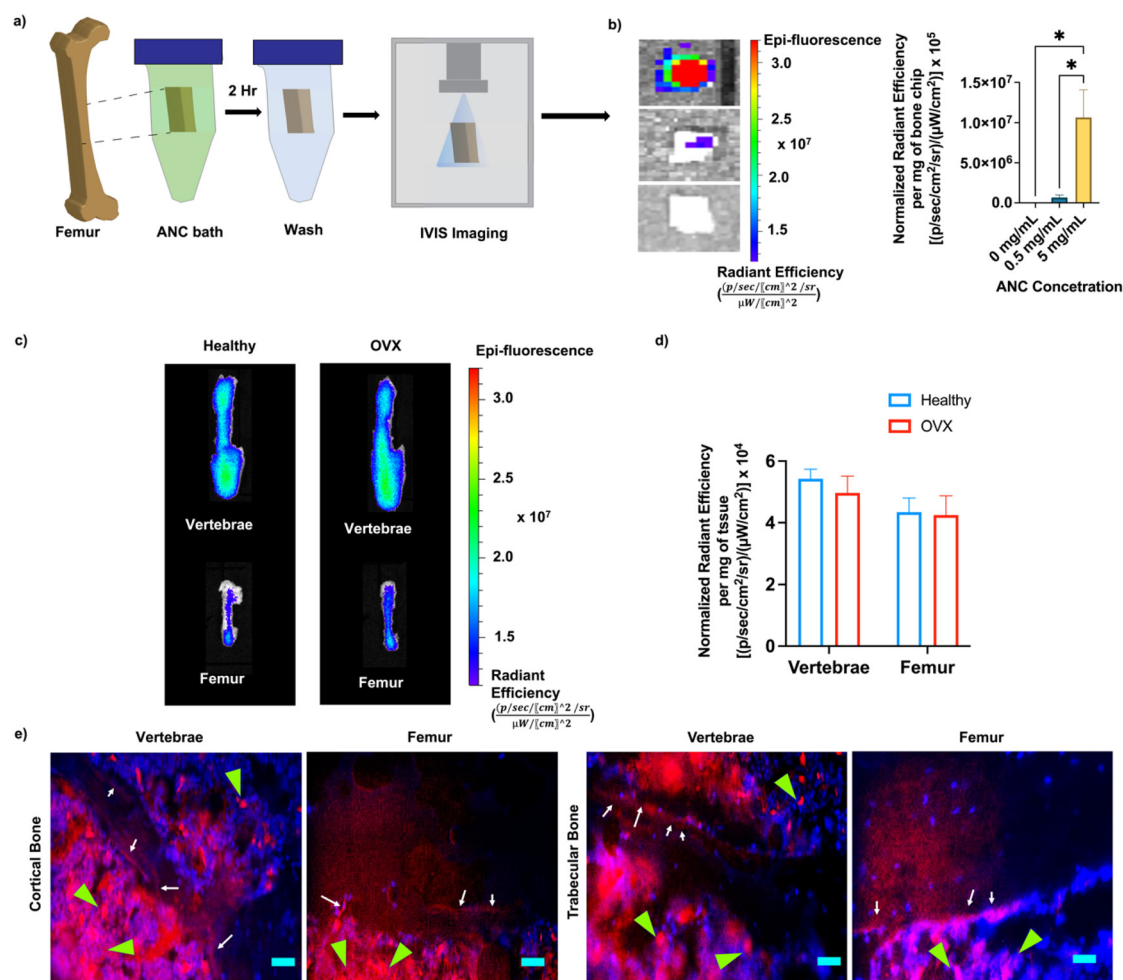 a)
2 Hr
Femur
ANC bath
Wash
IVIS Imaging
b)
Epi-fluorescence
3.0
2.5
x 10^7
2.0
1.5
Radiant Efficiency
((p/sec/〖cm〗^2 /sr
μW/〖cm〗^2)
Normalized Radiant Efficiency
per mg of bone chip
[(p/sec/cm²/sr)/(µW/cm²)] x 10⁵
*
*
1.5×10⁷
1.0×10⁷
5.0×10⁶
0.0
0 mg/mL
0.5 mg/mL
5 mg/mL
ANC Concetration
c)
Healthy
OVX
Vertebrae
Vertebrae
Femur
Femur
Epi-fluorescence
3.0
2.5
x 10⁷
2.0
1.5
Radiant
Efficiency
((p/sec/〖cm〗^2 /sr
μW/〖cm〗^2)
d)
Healthy
OVX
Normalized Radiant Efficiency
per mg of tssue
[(p/sec/cm²/sr)/(µW/cm²)] x 10⁴
6
4
2
0
Vertebrae
Femur
e)
Vertebrae
Femur
Vertebrae
Femur
Cortical Bone
Trabecular Bone